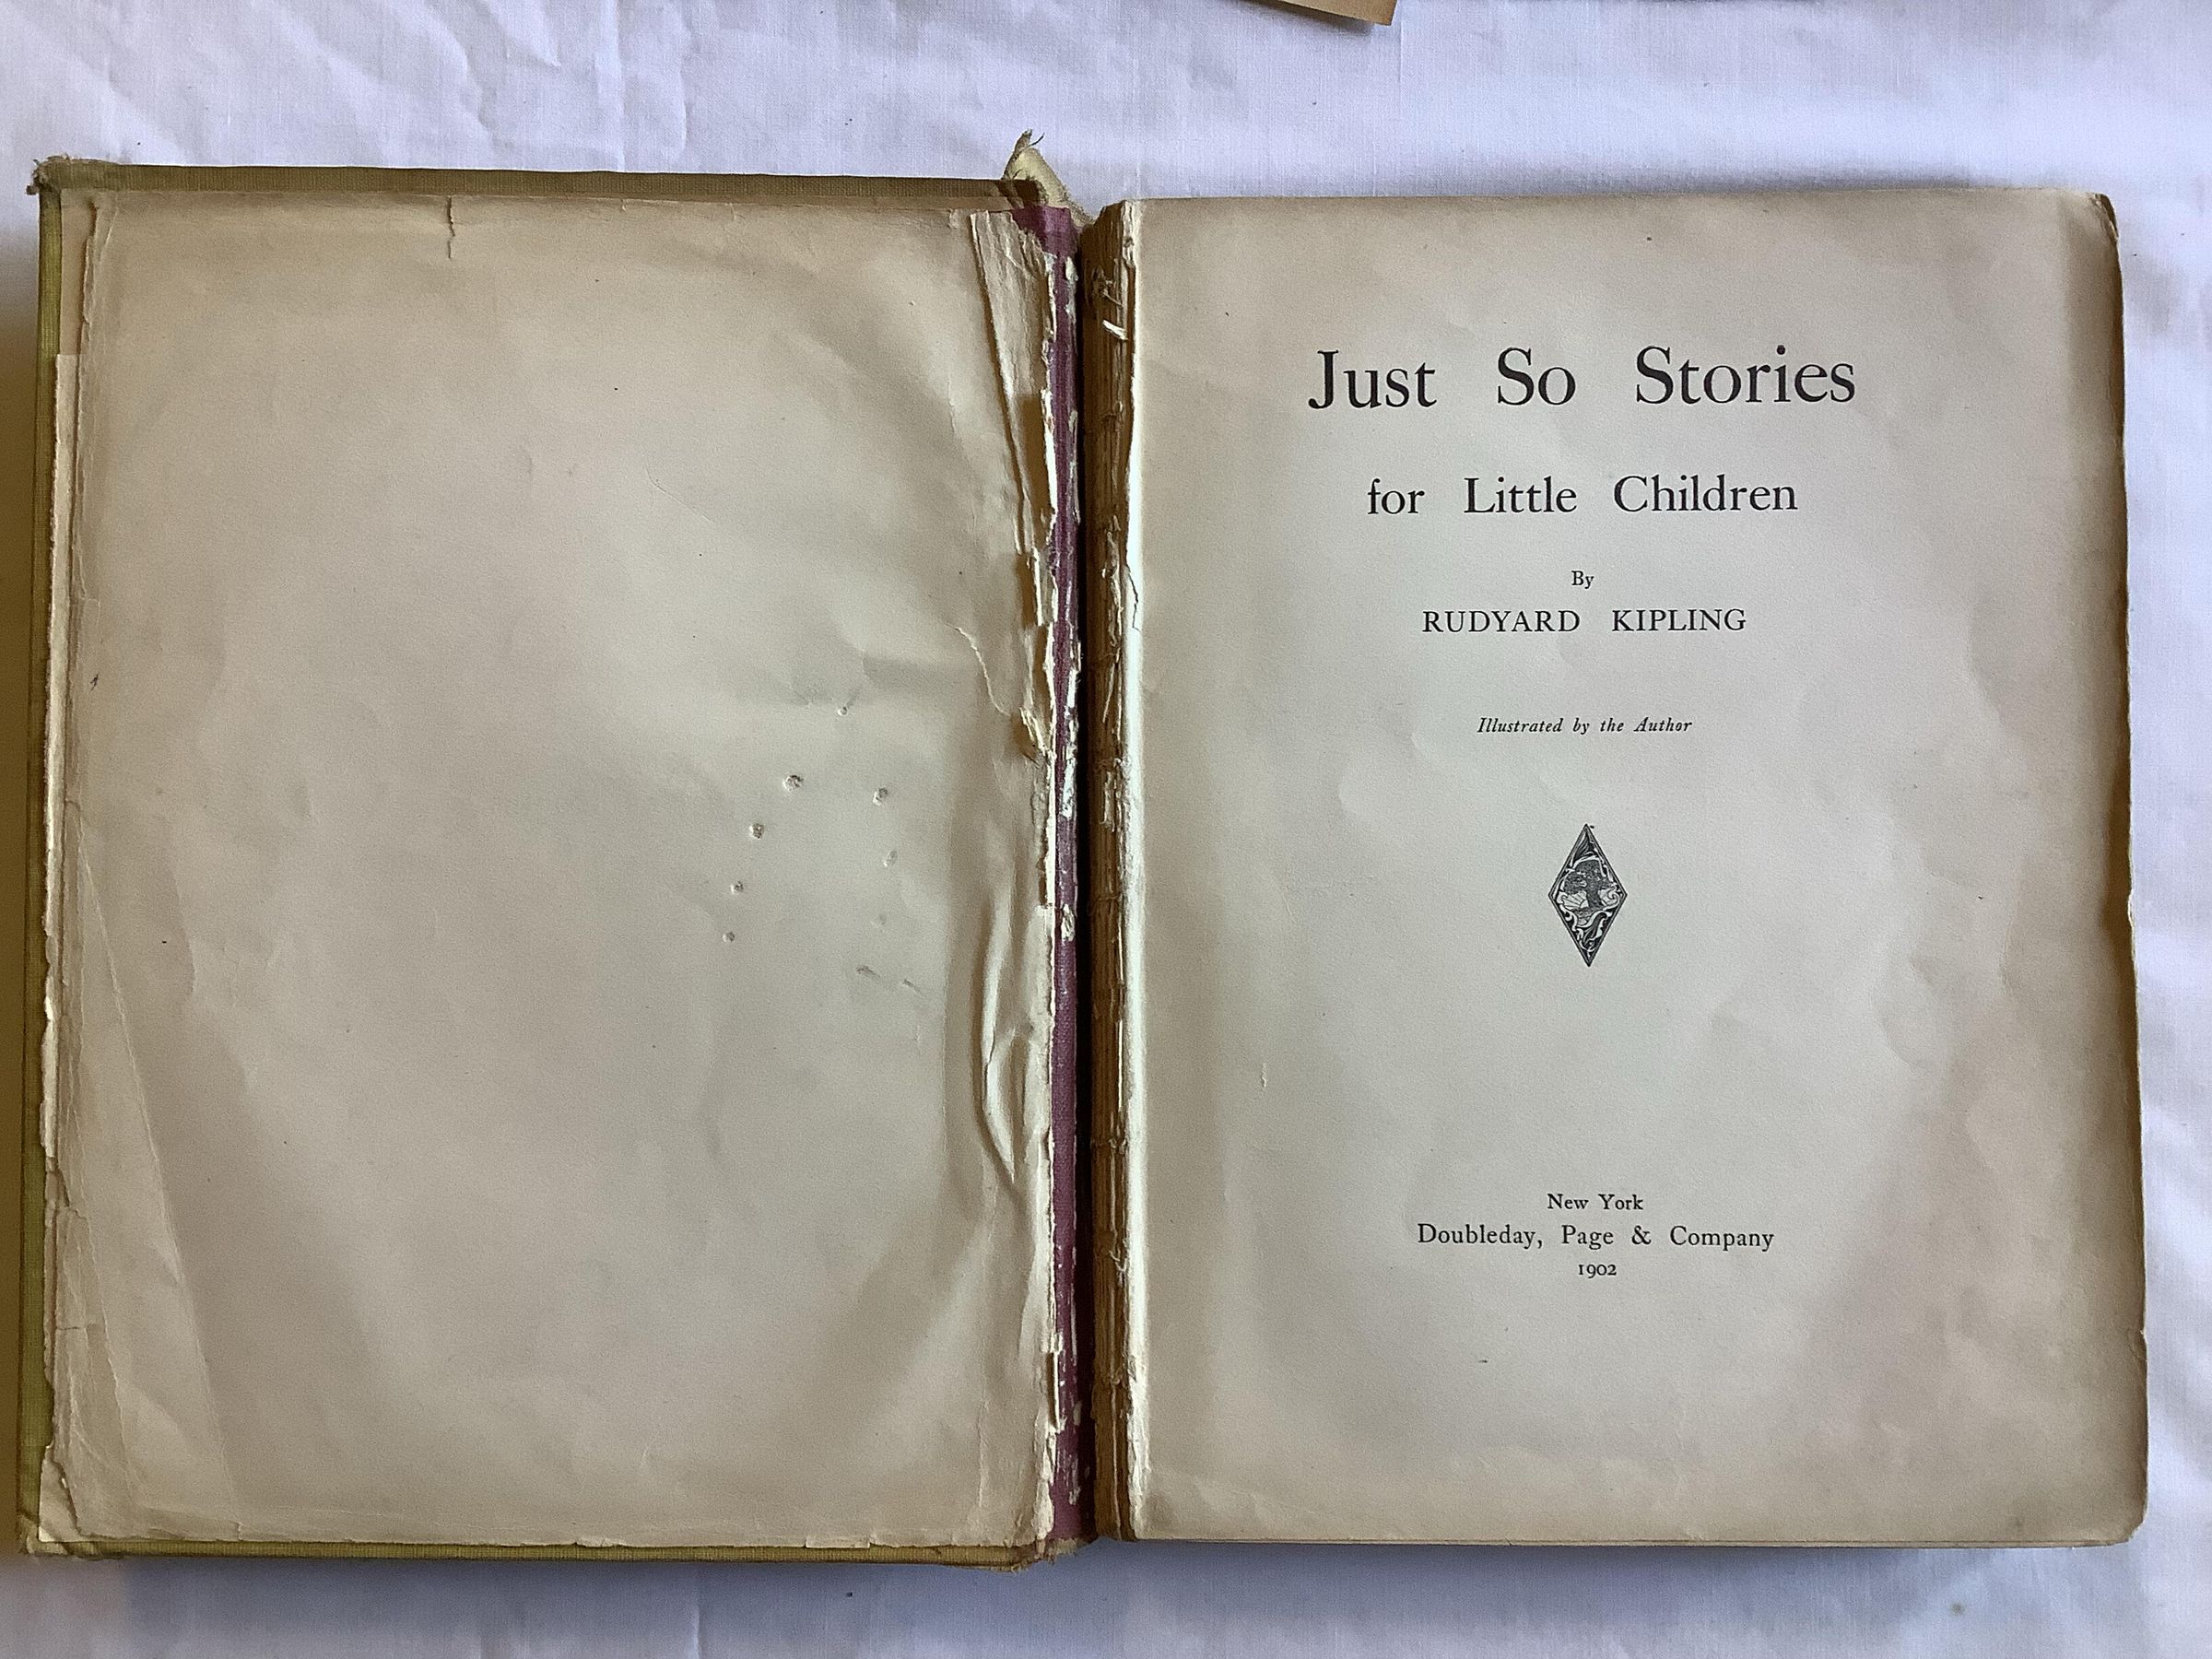 Just So Stories
for Little Children
By
RUDYARD KIPLING
Illustrated by the Author
New York
Doubleday, Page & Company
1902